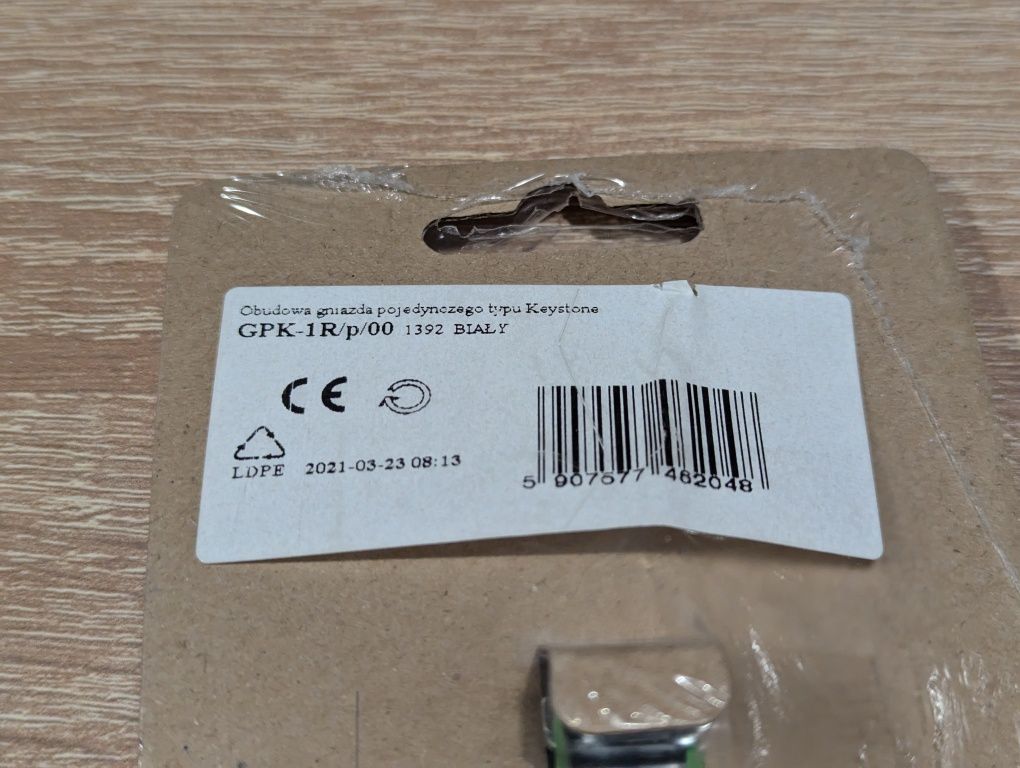 Obudowa gniazda pojedynczego typu Keystone
GPK-1R/p/00 1392 BIAŁY
CE
LDPE 2021-03-23 08:13
5 907577 482048